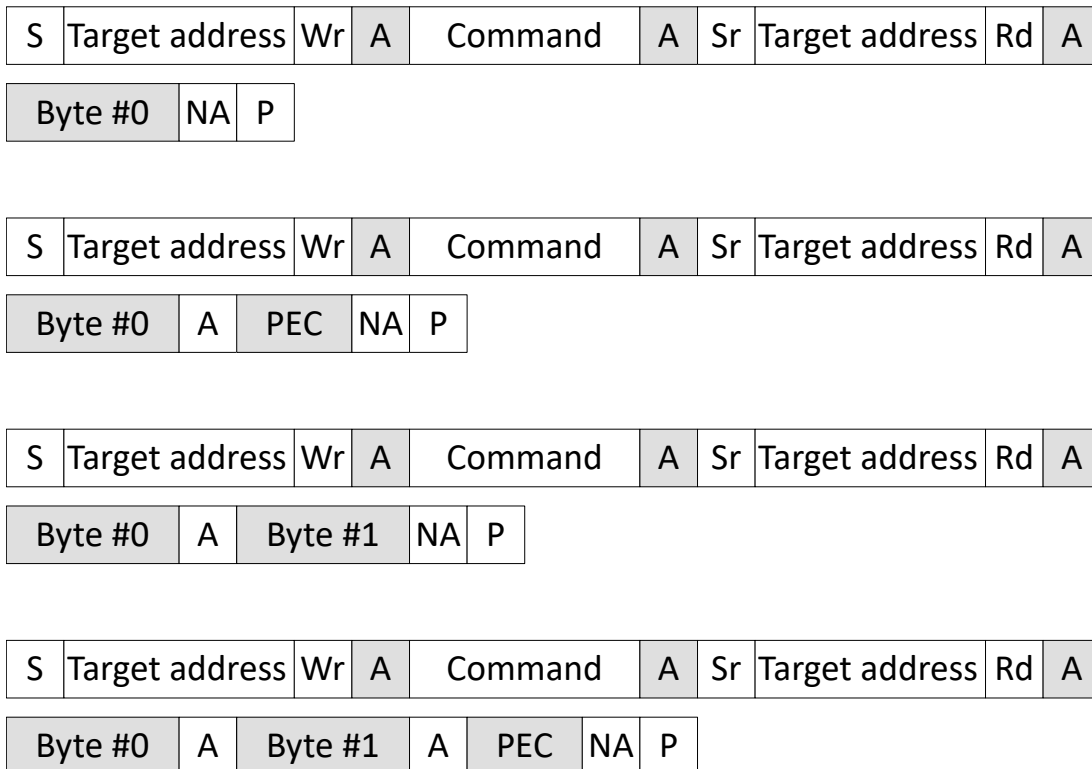 S Target address Wr A Command A Sr Target address Rd A
Byte #0 NA P
S Target address Wr A Command A Sr Target address Rd A
Byte #0 A PEC NA P
S Target address Wr A Command A Sr Target address Rd A
Byte #0 A Byte #1 NA P
S Target address Wr A Command A Sr Target address Rd A
Byte #0 A Byte #1 A PEC NA P